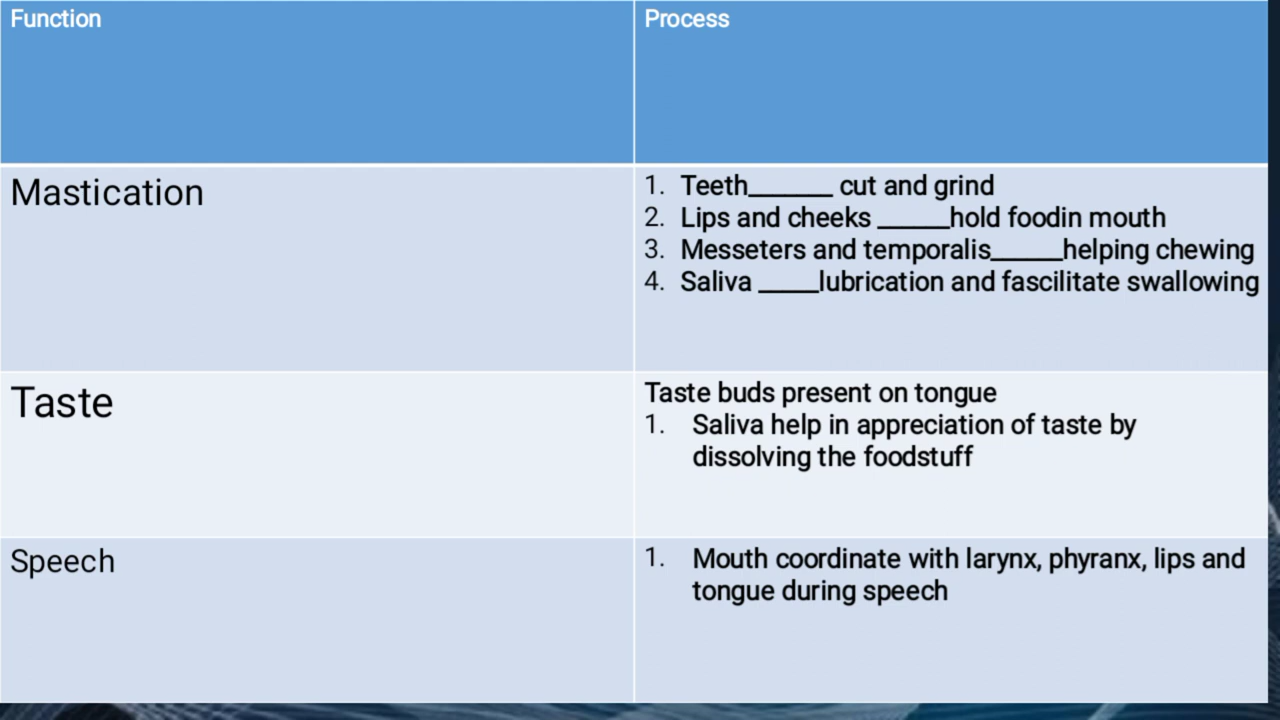 Function
Process
Mastication
1. Teeth_______ cut and grind
2. Lips and cheeks ______hold foodin mouth
3. Messeters and temporalis______helping chewing
4. Saliva _____lubrication and fascilitate swallowing
Taste
Taste buds present on tongue
1. Saliva help in appreciation of taste by
dissolving the foodstuff
Speech
1. Mouth coordinate with larynx, phyranx, lips and
tongue during speech